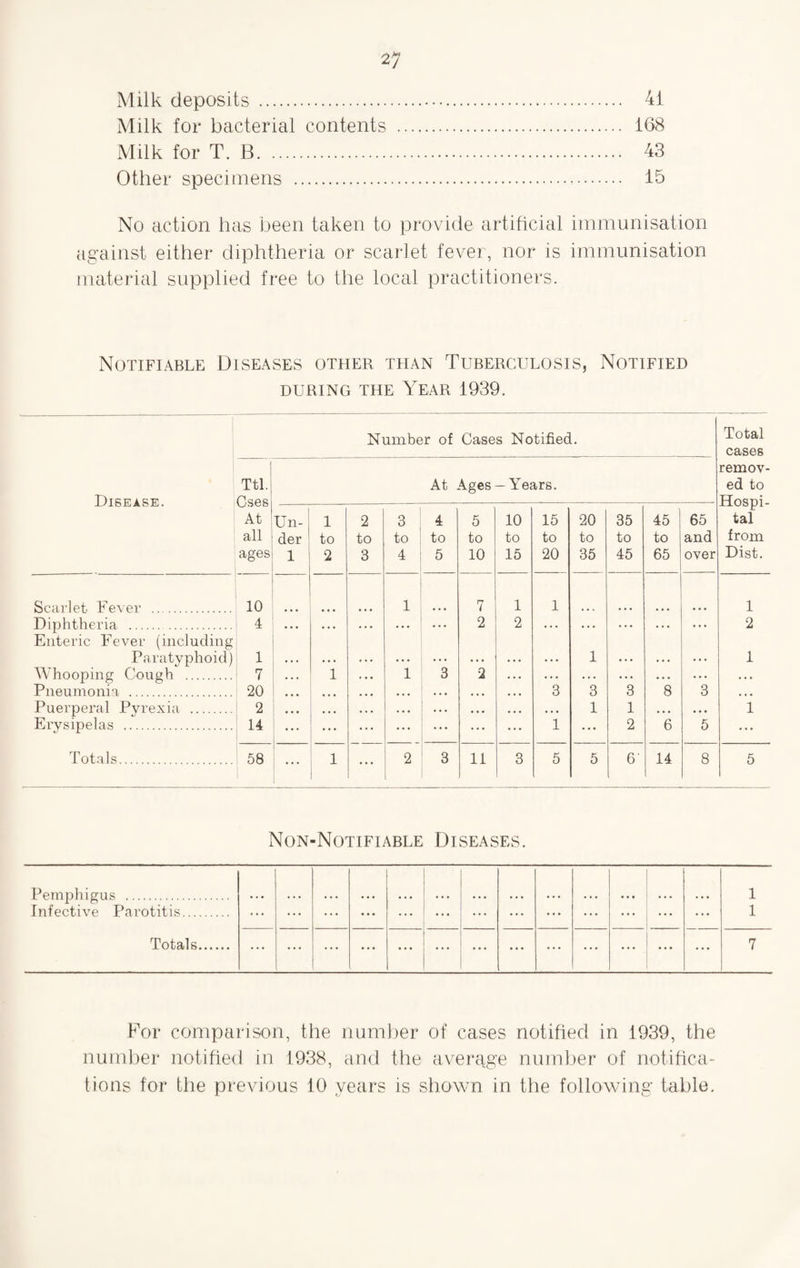 27
Milk deposits ........ 41
Milk for bacterial contents ........ 168
Milk for T. B. ........ 43
Other specimens ........ 15
No action has been taken to provide artificial immunisation
against either diphtheria or scarlet fever, nor is immunisation
material supplied free to the local practitioners.
Notifiable Diseases other than Tuberculosis, Notified
during the Year 1939.
Disease. | Number of Cases Notified. | Total cases removed to Hospital from Dist.
Ttl. Cses At all ages | At Ages – Years.
Under 1 | 1 to 2 | 2 to 3 | 3 to 4 | 4 to 5 | 5 to 10 | 10 to 15 | 15 to 20 | 20 to 35 | 35 to 45 | 45 to 65 | 65 and over
Scarlet Fever ........ 10 ... ... ... 1 ... 7 1 1 ... ... ... ... 1
Diphtheria ........ 4 ... ... ... ... ... 2 2 ... ... ... ... ... 2
Enteric Fever (including
Paratyphoid) 1 ... ... ... ... ... ... ... ... 1 ... ... ... 1
Whooping Cough ........ 7 ... 1 ... 1 3 2 ... ... ... ... ... ... ...
Pneumonia ........ 20 ... ... ... ... ... ... ... 3 3 3 8 3 ...
Puerperal Pyrexia ........ 2 ... ... ... ... ... ... ... ... 1 1 ... ... 1
Erysipelas ........ 14 ... ... ... ... ... ... ... 1 ... 2 6 5 ...
Totals........ 58 ... 1 ... 2 3 11 3 5 5 6 14 8 5
Non-Notifiable Diseases.
Pemphigus ........ ... ... ... ... ... ... ... ... ... ... ... ... ... 1
Infective Parotitis........ ... ... ... ... ... ... ... ... ... ... ... ... ... 1
Totals...... ... ... ... ... ... ... ... ... ... ... ... ... ... 7
For comparison, the number of cases notified in 1939, the
number notified in 1938, and the average number of notifica-
tions for the previous 10 years is shown in the following table.